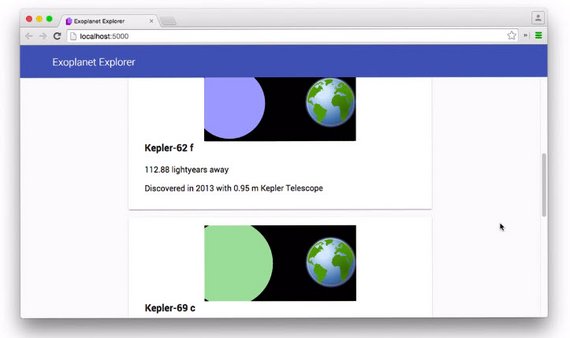 Exoplanet Explorer
localhost:5000
Exoplanet Explorer
Kepler-62 f
112.88 lightyears away
Discovered in 2013 with 0.95 m Kepler Telescope
Kepler-69 c